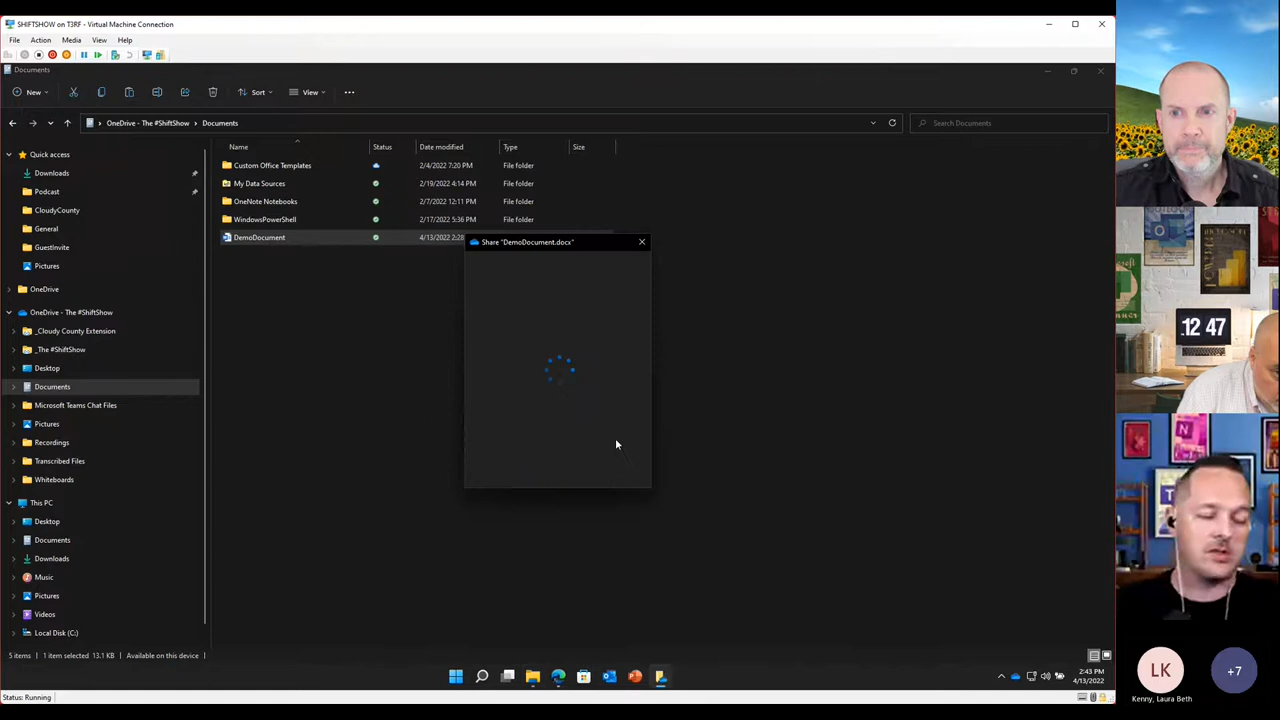 SHIFTSHOW on T3RF - Virtual Machine Connection
File Action Media View Help
Documents
New Sort View
OneDrive - The #ShiftShow Documents
Search Documents
Name Status Date modified Type Size
Quick access
Downloads
Podcast
CloudyCounty
General
GuestInvite
Pictures
OneDrive
OneDrive - The #ShiftShow
_Cloudy County Extension
_The #ShiftShow
Desktop
Documents
Microsoft Teams Chat Files
Pictures
Recordings
Transcribed Files
Whiteboards
This PC
Desktop
Documents
Downloads
Music
Pictures
Videos
Local Disk (C:)
Custom Office Templates 2/4/2022 7:20 PM File folder
My Data Sources 2/19/2022 4:14 PM File folder
OneNote Notebooks 2/7/2022 12:11 PM File folder
WindowsPowerShell 2/17/2022 5:36 PM File folder
DemoDocument 4/13/2022 2:28
Share "DemoDocument.docx"
5 items 1 item selected 13.1 KB Available on this device
2:43 PM
4/13/2022
Status: Running
12 47
LK
+7
Kenny, Laura Beth